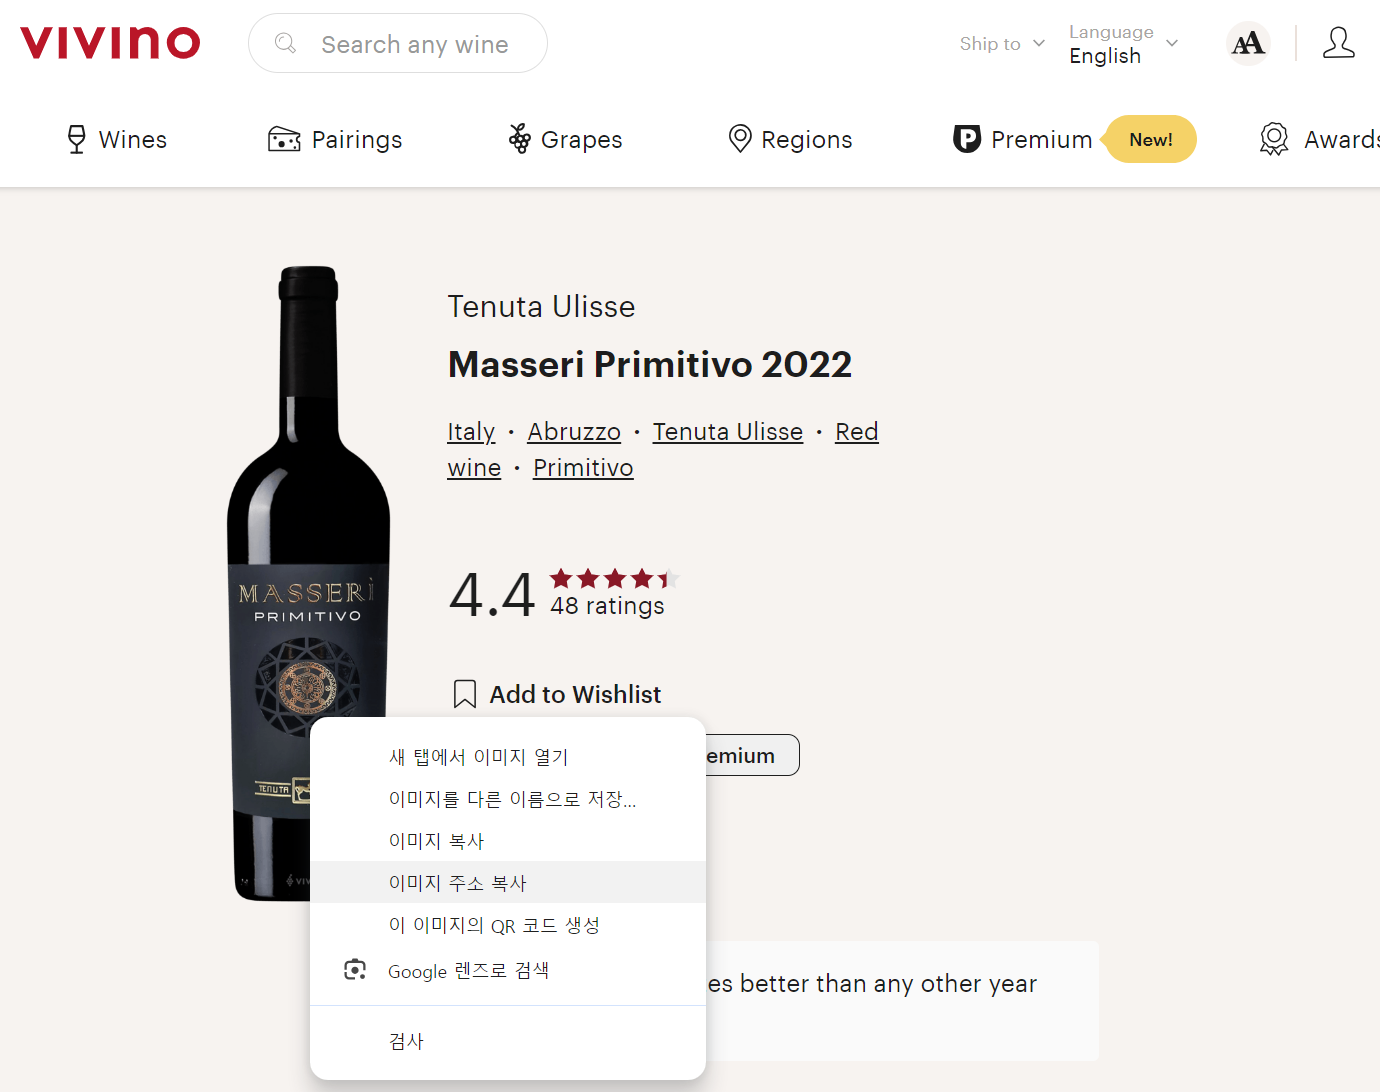 VIVINO
Search any wine
Ship to
Language
English
Wines
Pairings
Grapes
Regions
Premium
New!
Awards
Tenuta Ulisse
Masseri Primitivo 2022
Italy · Abruzzo · Tenuta Ulisse · Red
wine · Primitivo
4.4
48 ratings
Add to Wishlist
emium
MASSERÌ
PRIMITIVO
TENUTA
새 탭에서 이미지 열기
이미지를 다른 이름으로 저장...
이미지 복사
이미지 주소 복사
이 이미지의 QR 코드 생성
Google 렌즈로 검색
검사
es better than any other year